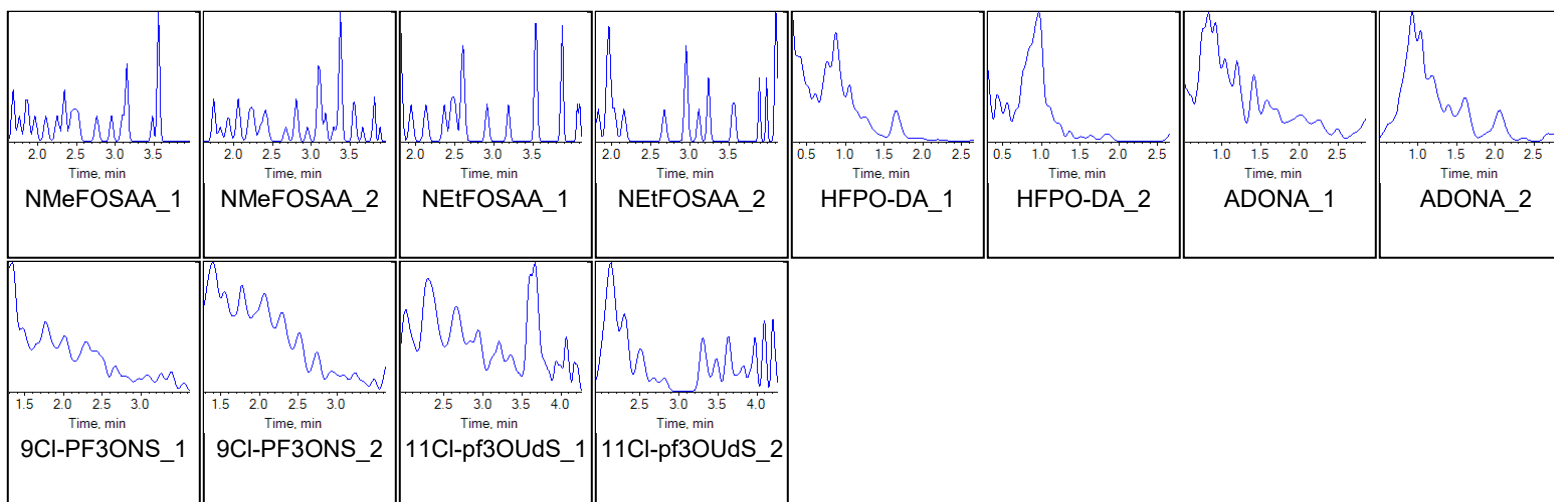 2.0 2.5 3.0 3.5
Time, min
NMeFOSAA_1
2.0 2.5 3.0 3.5
Time, min
NMeFOSAA_2
2.0 2.5 3.0 3.5
Time, min
NEtFOSAA_1
2.0 2.5 3.0 3.5
Time, min
NEtFOSAA_2
0.5 1.0 1.5 2.0 2.5
Time, min
HFPO-DA_1
0.5 1.0 1.5 2.0 2.5
Time, min
HFPO-DA_2
1.0 1.5 2.0 2.5
Time, min
ADONA_1
1.0 1.5 2.0 2.5
Time, min
ADONA_2
1.5 2.0 2.5 3.0
Time, min
9Cl-PF3ONS_1
1.5 2.0 2.5 3.0
Time, min
9Cl-PF3ONS_2
2.5 3.0 3.5 4.0
Time, min
11Cl-pf3OUdS_1
2.5 3.0 3.5 4.0
Time, min
11Cl-pf3OUdS_2